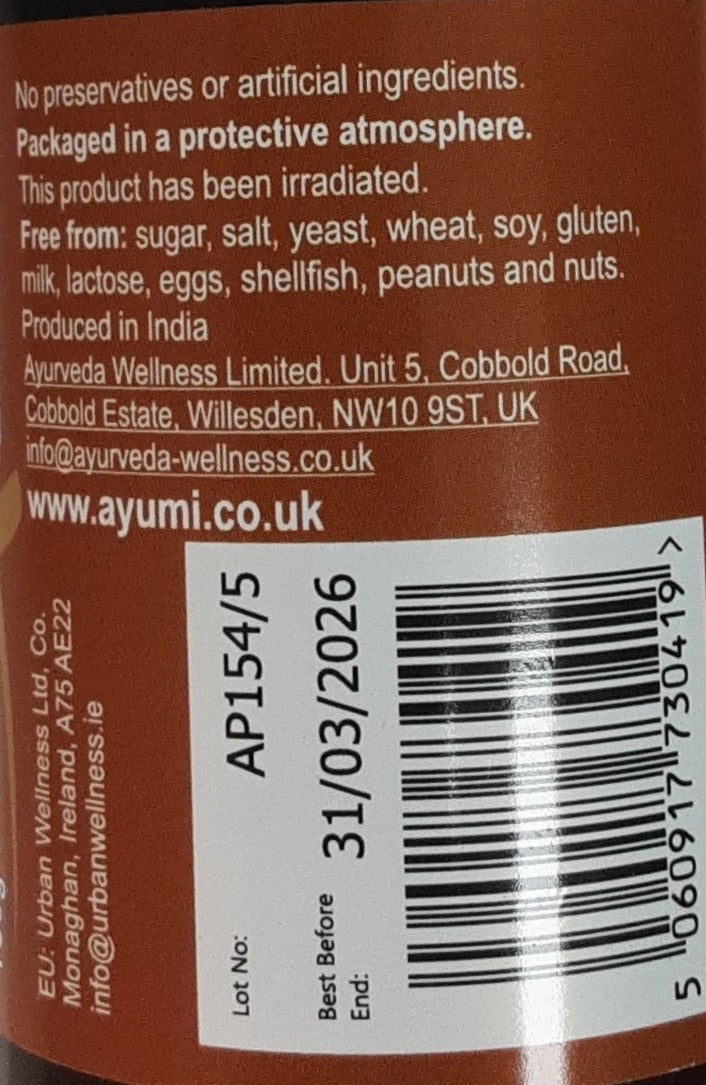 No preservatives or artificial ingredients.
Packaged in a protective atmosphere.
This product has been irradiated.
Free from: sugar, salt, yeast, wheat, soy, gluten,
milk, lactose, eggs, shellfish, peanuts and nuts.
Produced in India
Ayurveda Wellness Limited. Unit 5, Cobbold Road,
Cobbold Estate, Willesden, NW10 9ST, UK
info@ayurveda-wellness.co.uk
www.ayumi.co.uk
EU: Urban Wellness Ltd, Co.
Monaghan, Ireland, A75 AE22
info@urbanwellness.ie
Lot No: AP154/5
Best Before 31/03/2026
End:
5 060917 730419 >